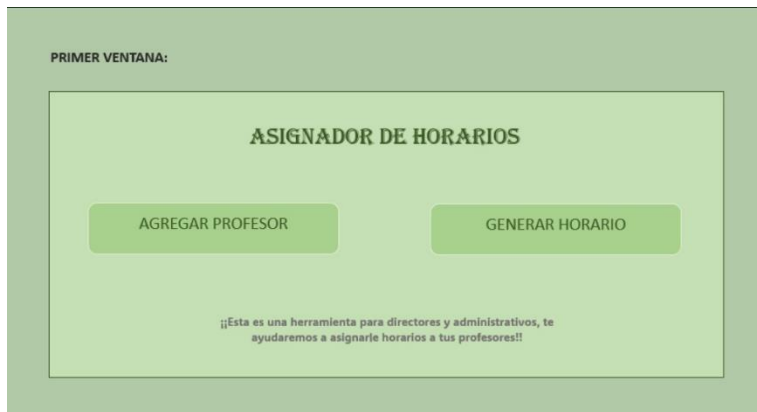 PRIMER VENTANA:
ASIGNADOR DE HORARIOS
AGREGAR PROFESOR
GENERAR HORARIO
¡¡Esta es una herramienta para directores y administrativos, te
ayudaremos a asignarle horarios a tus profesores!!